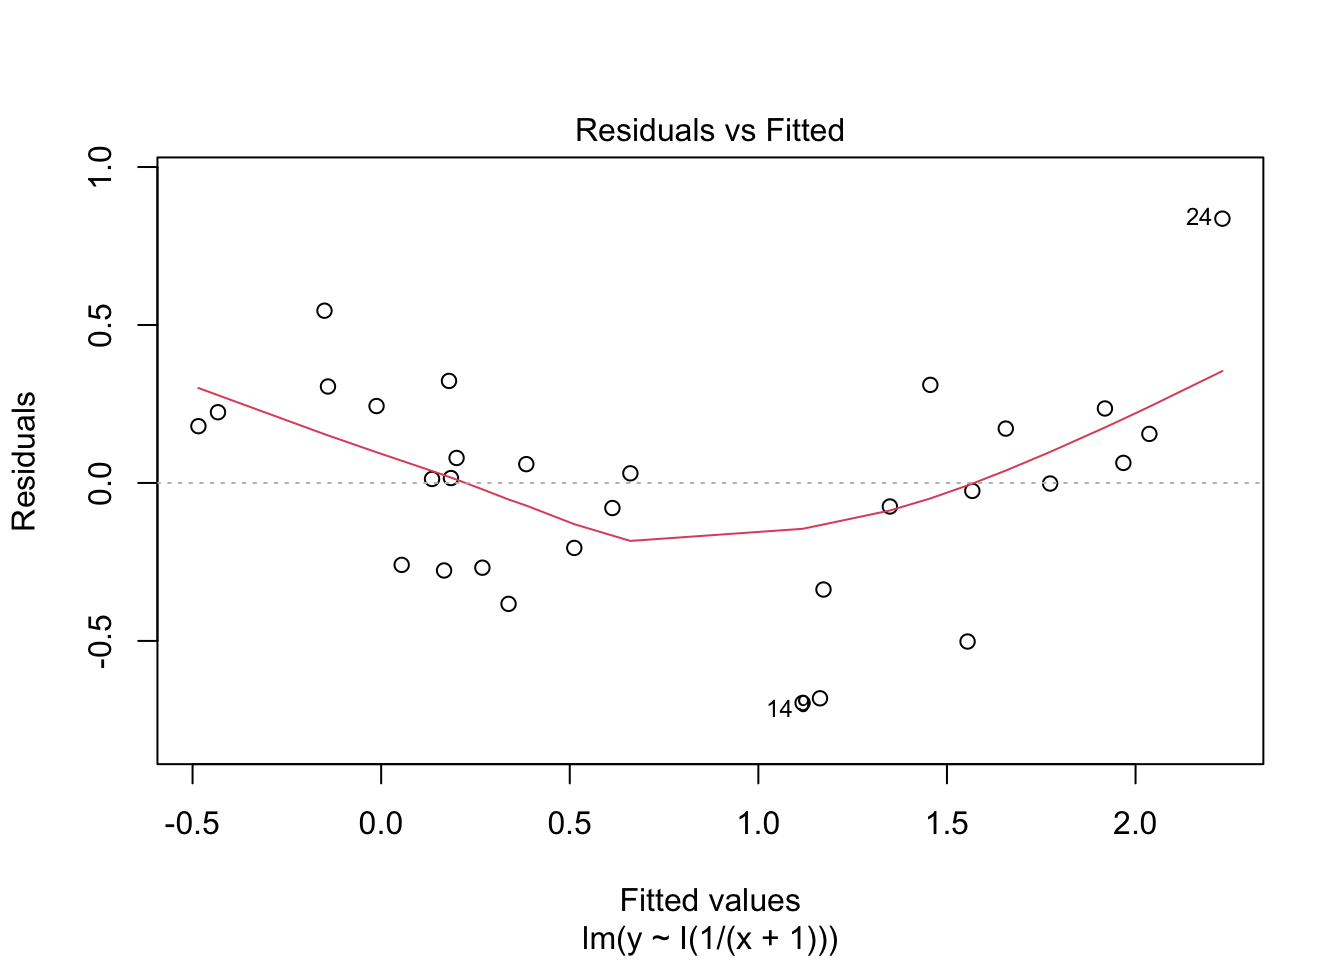 Residuals vs Fitted
1.0
0.5
0.0
-0.5
Residuals
24
14
9
-0.5 0.0 0.5 1.0 1.5 2.0
Fitted values
lm(y ~ I(1/(x + 1)))